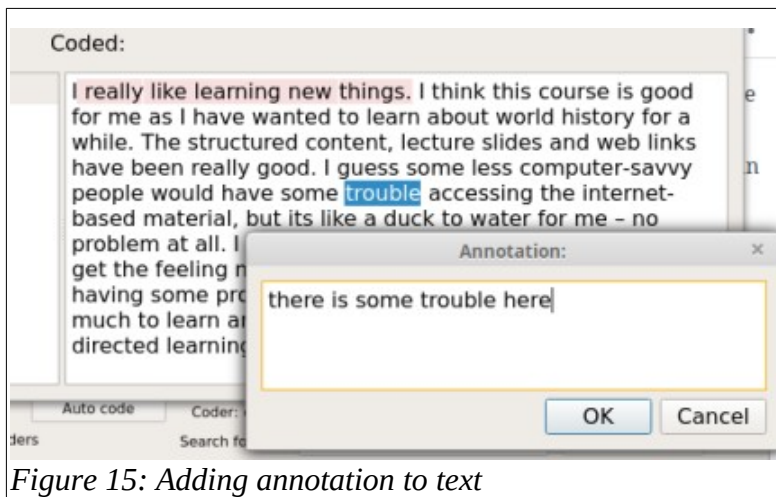 Coded:
I really like learning new things. I think this course is good
for me as I have wanted to learn about world history for a
while. The structured content, lecture slides and web links
have been really good. I guess some less computer-savvy
people would have some trouble accessing the internet-
based material, but its like a duck to water for me – no
problem at all. I
get the feeling
having some
much to learn
directed learning
Annotation:
×
there is some trouble here
OK Cancel
Auto code Coder:
Search
Figure 15: Adding annotation to text